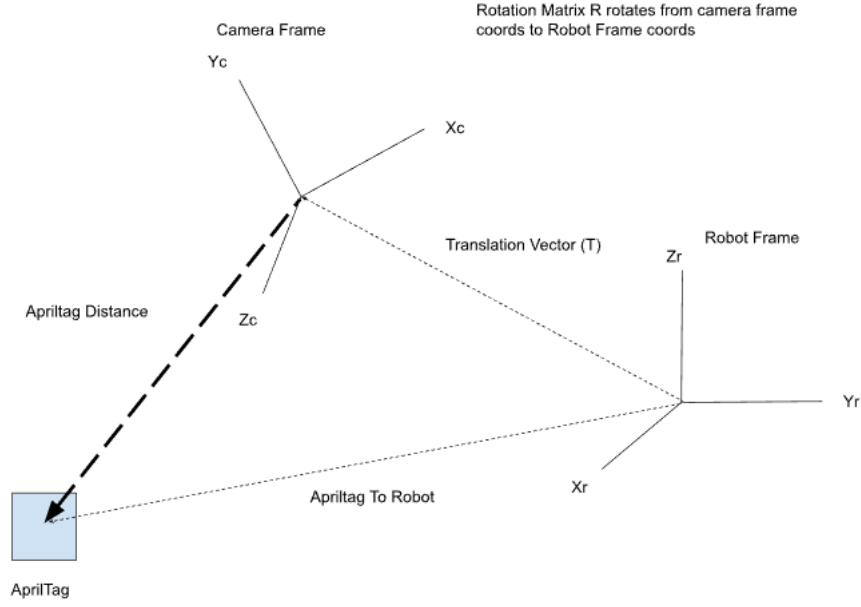 Rotation Matrix R rotates from camera frame
coords to Robot Frame coords
Camera Frame
Yc
Xc
Translation Vector (T)
Robot Frame
Zr
Apriltag Distance
Zc
Yr
Xr
Apriltag To Robot
AprilTag